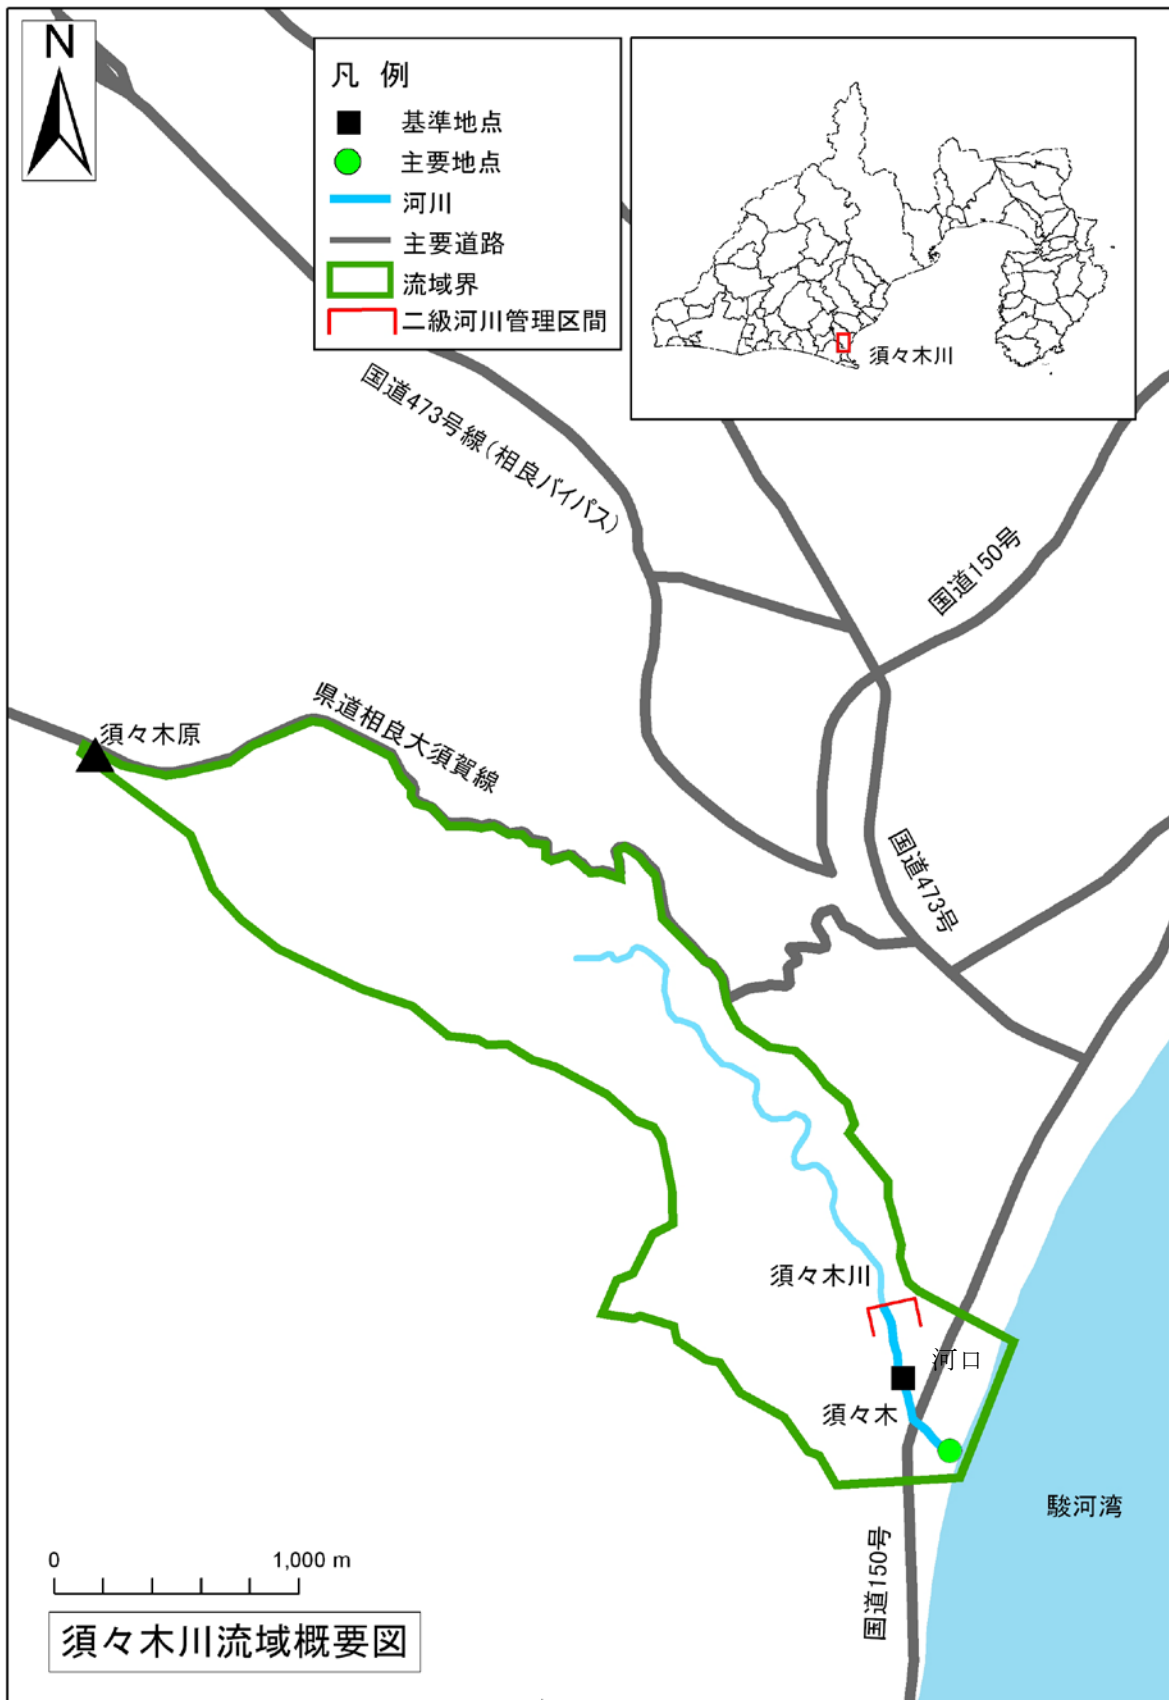 N
凡 例
基準地点
主要地点
河川
主要道路
流域界
二級河川管理区間
須々木川
国道473号線(相良バイパス)
国道150号
須々木原
県道相良大須賀線
国道473号
須々木川
河口
須々木
駿河湾
国道150号
0 1,000 m
須々木川流域概要図